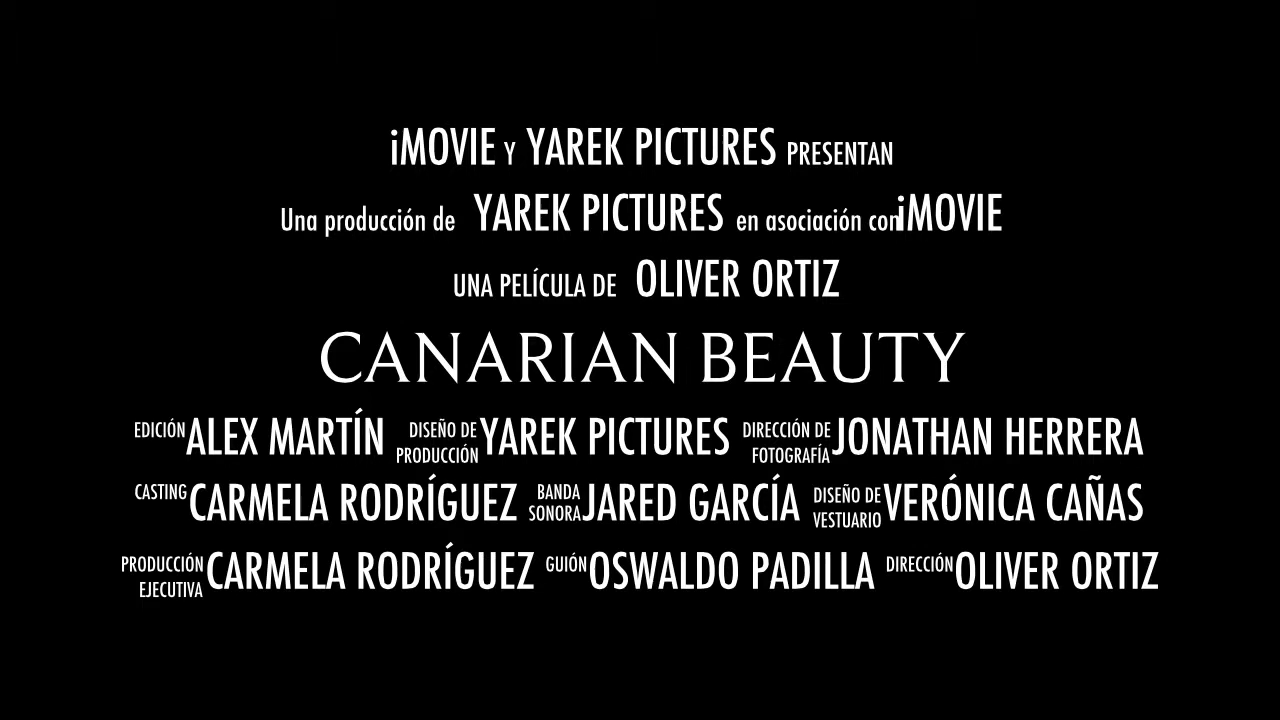 iMOVIE Y YAREK PICTURES PRESENTAN
Una producción de YAREK PICTURES en asociación con iMOVIE
UNA PELÍCULA DE OLIVER ORTIZ
CANARIAN BEAUTY
EDICIÓN ALEX MARTÍN DISEÑO DE PRODUCCIÓN YAREK PICTURES DIRECCIÓN DE FOTOGRAFÍA JONATHAN HERRERA
CASTING CARMELA RODRÍGUEZ BANDA SONORA JARED GARCÍA DISEÑO DE VESTUARIO VERÓNICA CAÑAS
PRODUCCIÓN EJECUTIVA CARMELA RODRÍGUEZ GUIÓN OSWALDO PADILLA DIRECCIÓN OLIVER ORTIZ